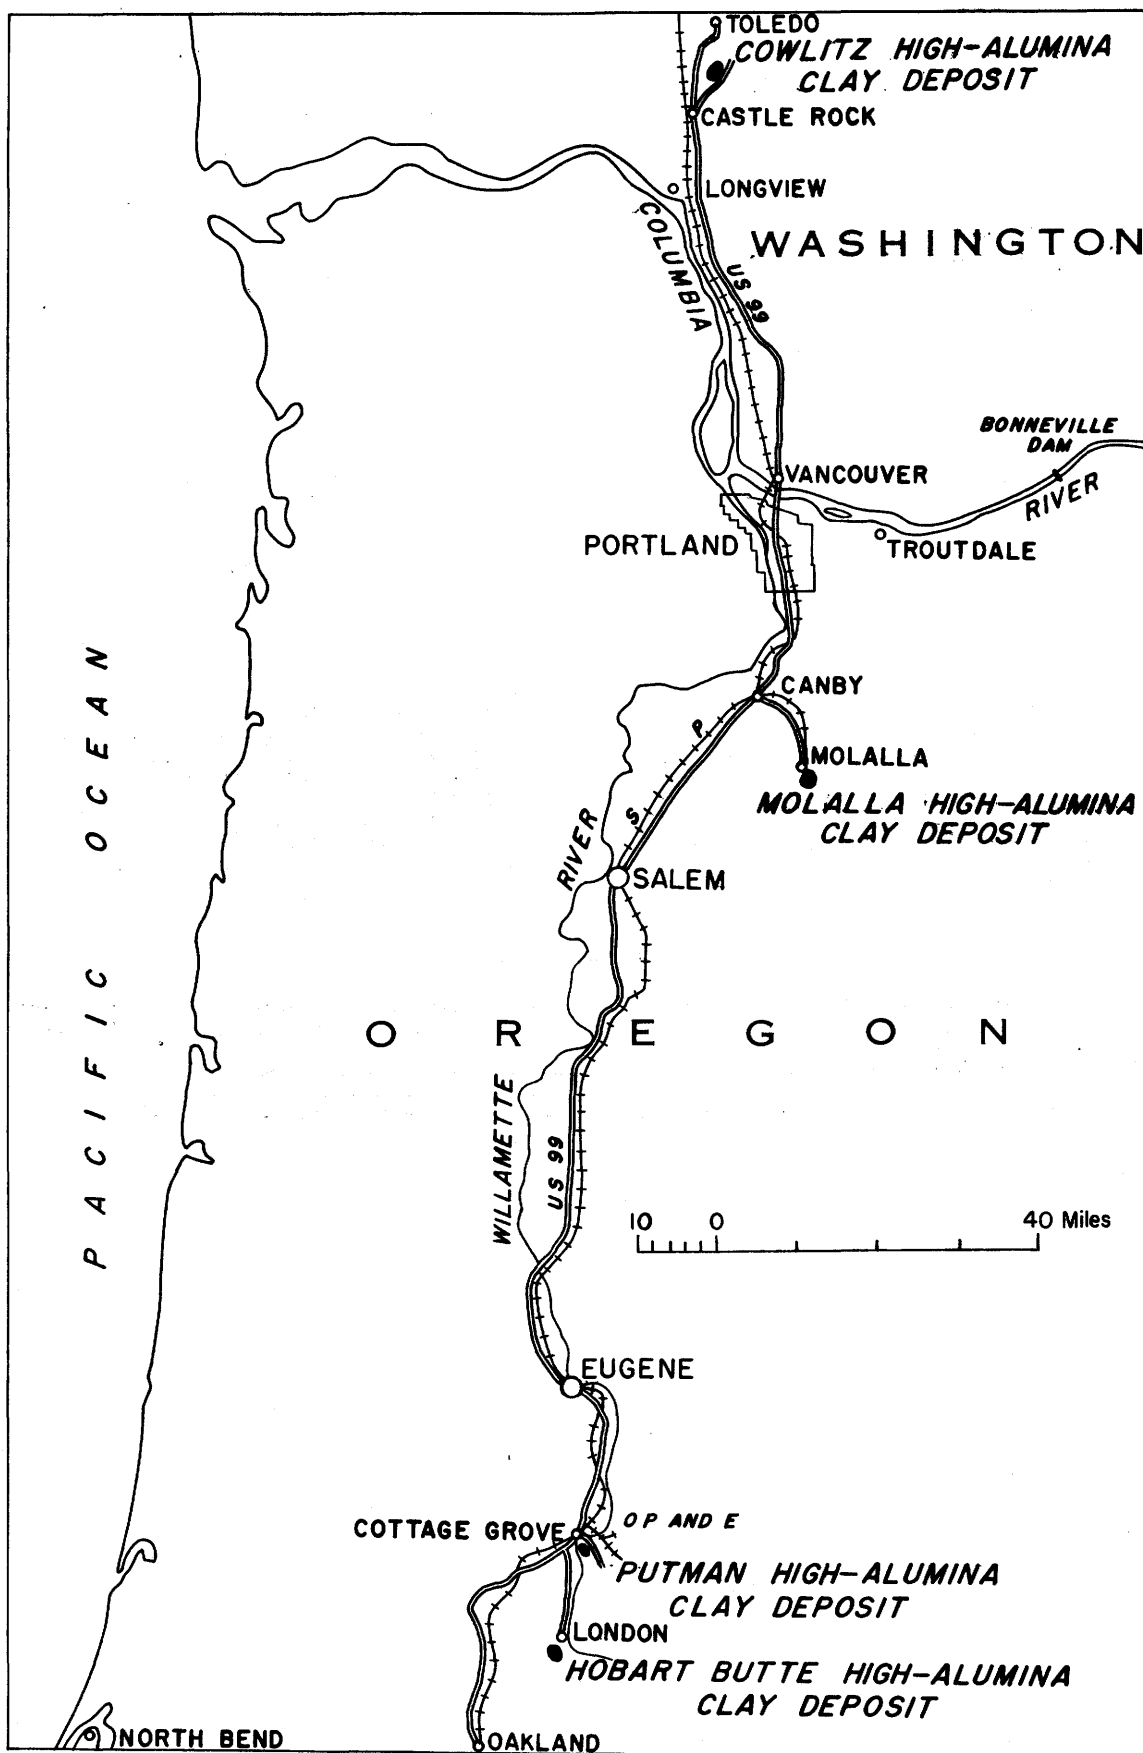 TOLEDO
COWLITZ HIGH-ALUMINA
CLAY DEPOSIT
CASTLE ROCK
LONGVIEW
COLUMBIA
WASHINGTON
US 99
BONNEVILLE
DAM
VANCOUVER
RIVER
PORTLAND
TROUTDALE
PACIFIC OCEAN
CANBY
P
MOLALLA
MOLALLA HIGH-ALUMINA
CLAY DEPOSIT
S
RIVER
SALEM
OREGON
WILLAMETTE
US 99
10 0 40 Miles
EUGENE
COTTAGE GROVE
O P AND E
PUTMAN HIGH-ALUMINA
CLAY DEPOSIT
LONDON
HOBART BUTTE HIGH-ALUMINA
CLAY DEPOSIT
NORTH BEND
OAKLAND